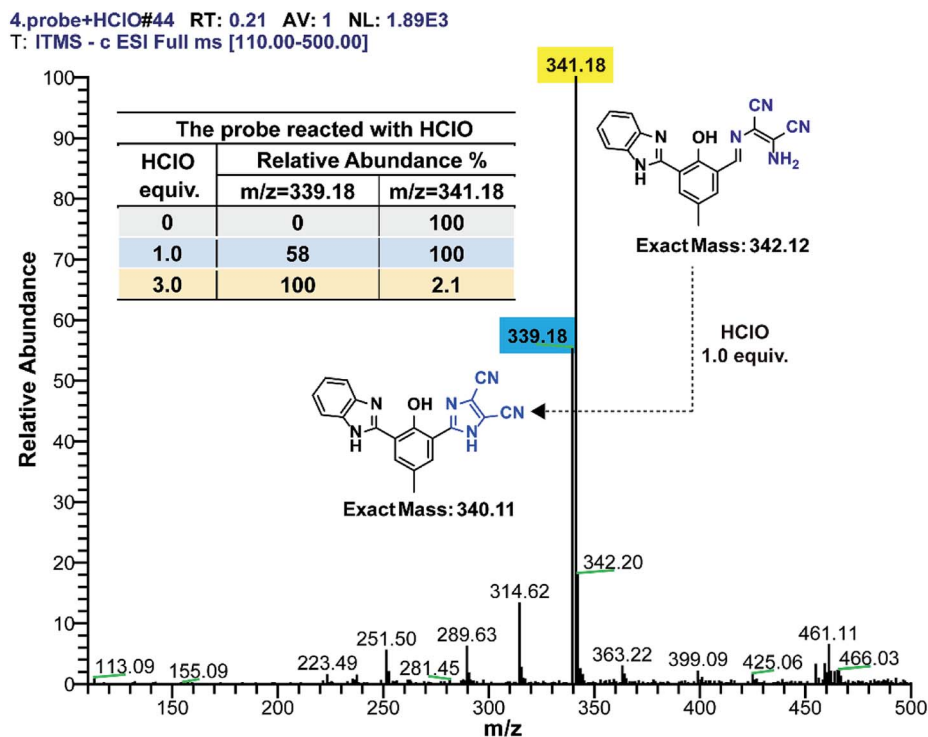 4.probe+HClO#44 RT: 0.21 AV: 1 NL: 1.89E3
T: ITMS - c ESI Full ms [110.00-500.00]
Relative Abundance
100
90
80
70
60
50
40
30
20
10
0
The probe reacted with HClO
HClO equiv. Relative Abundance %
m/z=339.18 m/z=341.18
0 0 100
1.0 58 100
3.0 100 2.1
341.18
N
N
H
OH
N
CN
CN
NH₂
Exact Mass: 342.12
HClO
1.0 equiv.
339.18
N
N
H
OH
N
N
H
CN
CN
Exact Mass: 340.11
113.09
155.09
223.49
251.50
281.45
289.63
314.62
342.20
363.22
399.09
425.06
461.11
466.03
150 200 250 300 350 400 450 500
m/z